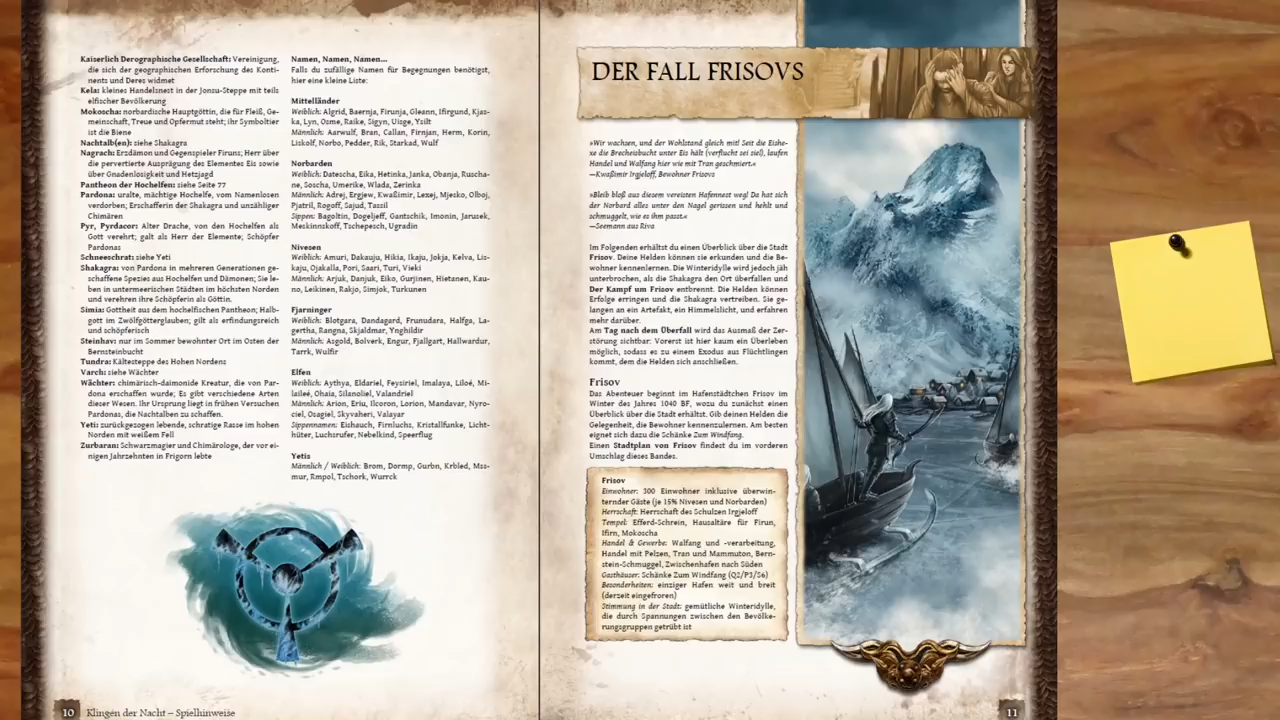 Kaiserlich Derographische Gesellschaft: Vereinigung,
die sich der geographischen Erforschung des Konti-
nents und Deres widmet
Kela: kleines Handelsnest in der Jonsu-Steppe mit teils
elfischer Bevölkerung
Mokoscha: norbardische Hauptgöttin, die für Fleiß, Ge-
meinschaft, Treue und Opfermut steht; ihr Symboltier
ist die Biene
Nachtalb(en): siehe Shakagra
Nagrach: Erzdämon und Gegenspieler Firuns; Herr über
die pervertierte Ausprägung des Elementes Eis sowie
über Gnadenlosigkeit und Hetzjagd
Pantheon der Hochelfen: siehe Seite 77
Pardona: uralte, mächtige Hochelfe, vom Namenlosen
verdorben; Erschafferin der Shakagra und unzähliger
Chimären
Pyr, Pyrdacor: Alter Drache, von den Hochelfen als
Gott verehrt; galt als Herr der Elemente; Schöpfer
Pardonas
Schneeschrat: siehe Yeti
Shakagra: von Pardona in mehreren Generationen ge-
schaffene Spezies aus Hochelfen und Dämonen; Sie le-
ben in untermeerischen Städten im höchsten Norden
und verehren ihre Schöpferin als Göttin.
Simia: Gottheit aus dem hochelfischen Pantheon; Halb-
gott im Zwölfgötterglauben; gilt als erfindungsreich
und schöpferisch
Steinhav: nur im Sommer bewohnter Ort im Osten der
Bernsteinbucht
Tundra: Kältesteppe des Hohen Nordens
Varch: siehe Wächter
Wächter: chimärisch-daimonide Kreatur, die von Par-
dona erschaffen wurde; Es gibt verschiedene Arten
dieser Wesen. Ihr Ursprung liegt in frühen Versuchen
Pardonas, die Nachtalben zu schaffen.
Yeti: zurückgezogen lebende, schratige Rasse im hohen
Norden mit weißem Fell
Zurbaran: Schwarzmagier und Chimärologe, der vor ei-
nigen Jahrzehnten in Frigorn lebte
Namen, Namen, Namen...
Falls du zufällige Namen für Begegnungen benötigst,
hier eine kleine Liste:
Mittelländer
Weiblich: Algrid, Baernja, Firunja, Gleann, Ifirgund, Kjas-
ka, Lyn, Osme, Raike, Sigyn, Uisge, Ysilt
Männlich: Aarwulf, Bran, Callan, Firnjan, Herm, Korin,
Liskolf, Norbo, Pedder, Rik, Starkad, Wulf
Norbarden
Weiblich: Datescha, Eika, Hetinka, Janka, Obanja, Ruscha-
ne, Soscha, Umerike, Wlada, Zerinka
Männlich: Adrej, Ergjew, Kwaßimir, Lezej, Mjesko, Olboj,
Pjatril, Rogoff, Sajud, Tassil
Sippen: Bagoltin, Dogeljeff, Gantschik, Imonin, Jarusek,
Meskinnskoff, Tschepesch, Ugradin
Nivesen
Weiblich: Amuri, Dakauju, Hikia, Ikaju, Jokja, Kelva, Lis-
kaju, Ojakalla, Pori, Saari, Turi, Vieki
Männlich: Arjuk, Danjuk, Eiko, Gurjinen, Hietanen, Kau-
no, Leikinen, Rakjo, Simjok, Turkunen
Fjarninger
Weiblich: Blotgara, Dandagard, Frunudara, Halfga, La-
gertha, Rangna, Skjaldmar, Ynghildir
Männlich: Asgold, Bolverk, Engur, Fjallgart, Hallwardur,
Tarrk, Wulfir
Elfen
Weiblich: Aythya, Eldariel, Feysiriel, Imalaya, Liloé, Mi-
laileé, Ohaia, Silanoliel, Valandriel
Männlich: Arion, Eriu, Ilcoron, Lorion, Mandavar, Nyro-
ciel, Osagiel, Skyvaheri, Valayar
Sippennamen: Eishauch, Firnluchs, Kristallfunke, Licht-
hüter, Luchsrufer, Nebelkind, Speerflug
Yetis
Männlich / Weiblich: Brom, Dormp, Gurbn, Krbled, Mss-
mur, Rmpol, Tschork, Wurrck
10 Klingen der Nacht – Spielhinweise
DER FALL FRISOVS
»Wir wachsen, und der Wohlstand gleich mit! Seit die Eishe-
xe die Brecheisbucht unter Eis hält (verflucht sei sie!), laufen
Handel und Walfang hier wie mit Tran geschmiert.«
—Kwaßimir Irgjeloff, Bewohner Frisovs
»Bleib bloß aus diesem vereisten Hafennest weg! Da hat sich
der Norbard alles unter den Nagel gerissen und hehlt und
schmuggelt, wie es ihm passt.«
—Seemann aus Riva
Im Folgenden erhältst du einen Überblick über die Stadt
Frisov. Deine Helden können sie erkunden und die Be-
wohner kennenlernen. Die Winteridylle wird jedoch jäh
unterbrochen, als die Shakagra den Ort überfallen und
Der Kampf um Frisov entbrennt. Die Helden können
Erfolge erringen und die Shakagra vertreiben. Sie ge-
langen an ein Artefakt, ein Himmelslicht, und erfahren
mehr darüber.
Am Tag nach dem Überfall wird das Ausmaß der Zer-
störung sichtbar: Vorerst ist hier kaum ein Überleben
möglich, sodass es zu einem Exodus aus Flüchtlingen
kommt, dem die Helden sich anschließen.
Frisov
Das Abenteuer beginnt im Hafenstädtchen Frisov im
Winter des Jahres 1040 BF, wozu du zunächst einen
Überblick über die Stadt erhältst. Gib deinen Helden die
Gelegenheit, die Bewohner kennenzulernen. Am besten
eignet sich dazu die Schänke Zum Windfang.
Einen Stadtplan von Frisov findest du im vorderen
Umschlag dieses Bandes.
Frisov
Einwohner: 300 Einwohner inklusive überwin-
ternder Gäste (je 15% Nivesen und Norbarden)
Herrschaft: Herrschaft des Schulzen Irgjeloff
Tempel: Efferd-Schrein, Hausaltäre für Firun,
Ifirn, Mokoscha
Handel & Gewerbe: Walfang und -verarbeitung,
Handel mit Pelzen, Tran und Mammuton, Bern-
stein-Schmuggel, Zwischenhafen nach Süden
Gasthäuser: Schänke Zum Windfang (Q2/P3/S6)
Besonderheiten: einziger Hafen weit und breit
(derzeit eingefroren)
Stimmung in der Stadt: gemütliche Winteridylle,
die durch Spannungen zwischen den Bevölke-
rungsgruppen getrübt ist
11